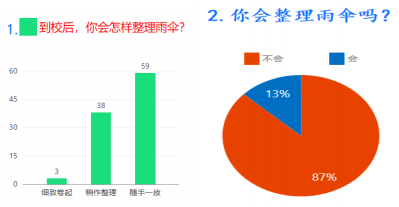 1. 到校后，你会怎样整理雨伞？
60
45
30
15
0
3
38
59
细致卷起
稍作整理
随手一放
2. 你会整理雨伞吗？
不会
会
13%
87%